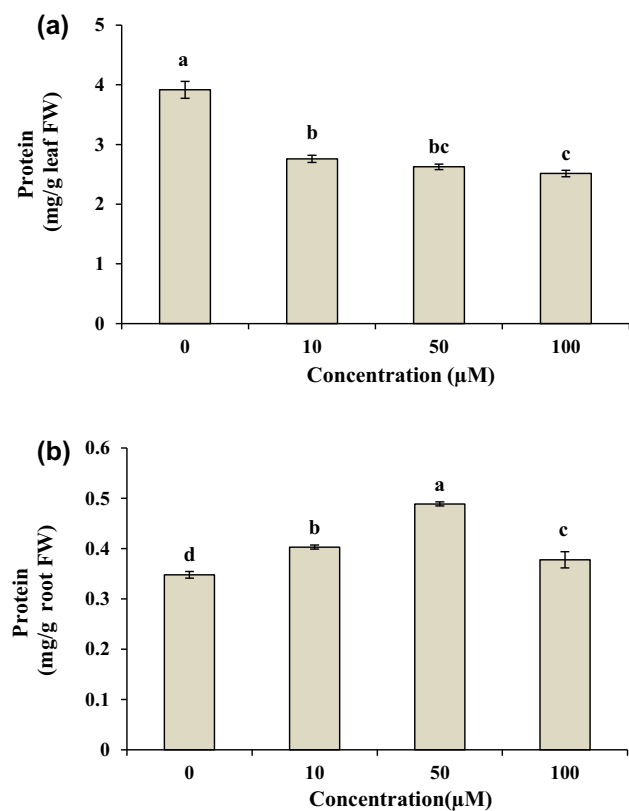 (a)
Protein
(mg/g leaf FW)
5
4
3
2
1
0
a
b
bc
c
0 10 50 100
Concentration (µM)
(b)
Protein
(mg/g root FW)
0.6
0.5
0.4
0.3
0.2
0.1
0
d
b
a
c
0 10 50 100
Concentration(µM)